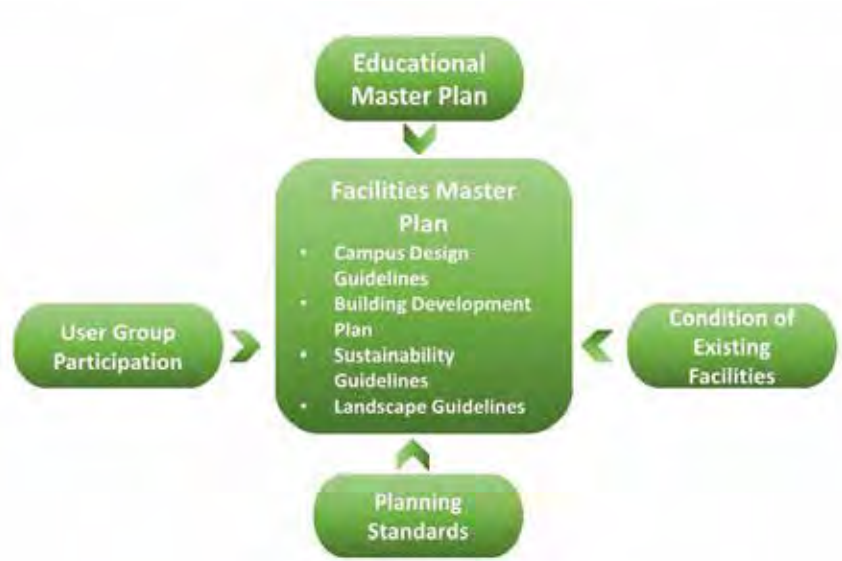 Educational
Master Plan
Facilities Master
Plan
• Campus Design
Guidelines
• Building Development
Plan
• Sustainability
Guidelines
• Landscape Guidelines
User Group
Participation
Condition of
Existing
Facilities
Planning
Standards